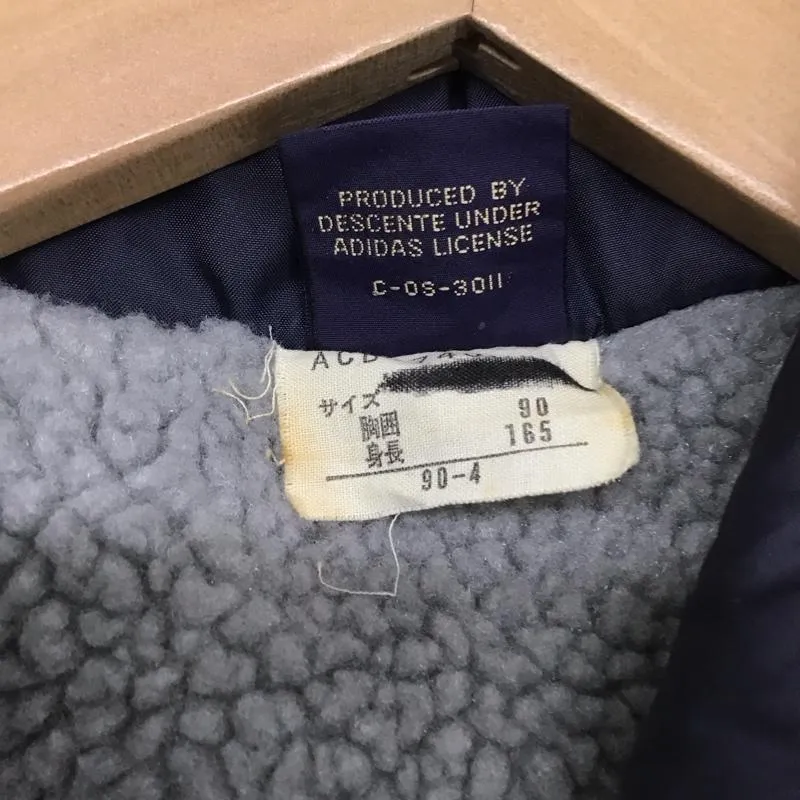 PRODUCED BY
DESCENTE UNDER
ADIDAS LICENSE
C-OS-3011
サイズ
胸囲 90
身長 165
90-4